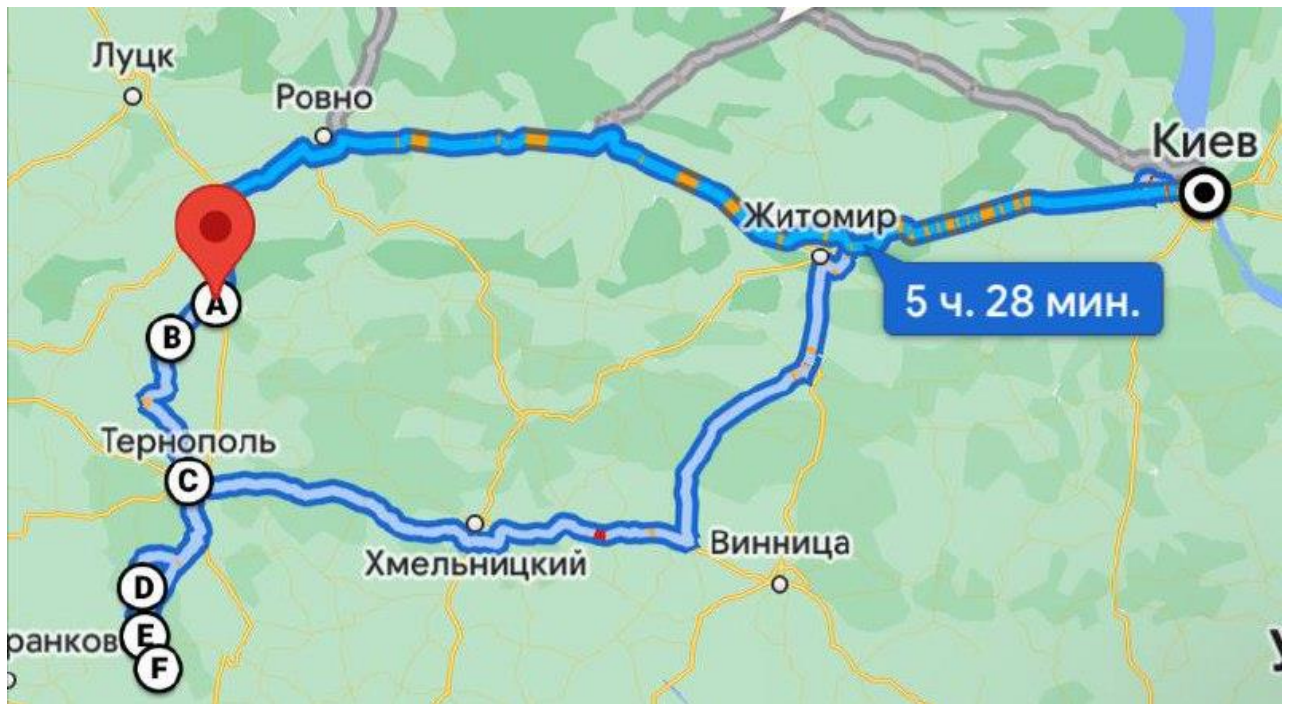 Луцк
Ровно
Киев
Житомир
A
5 ч. 28 мин.
B
Тернополь
C
Винница
Хмельницкий
D
ранков
E
F
У